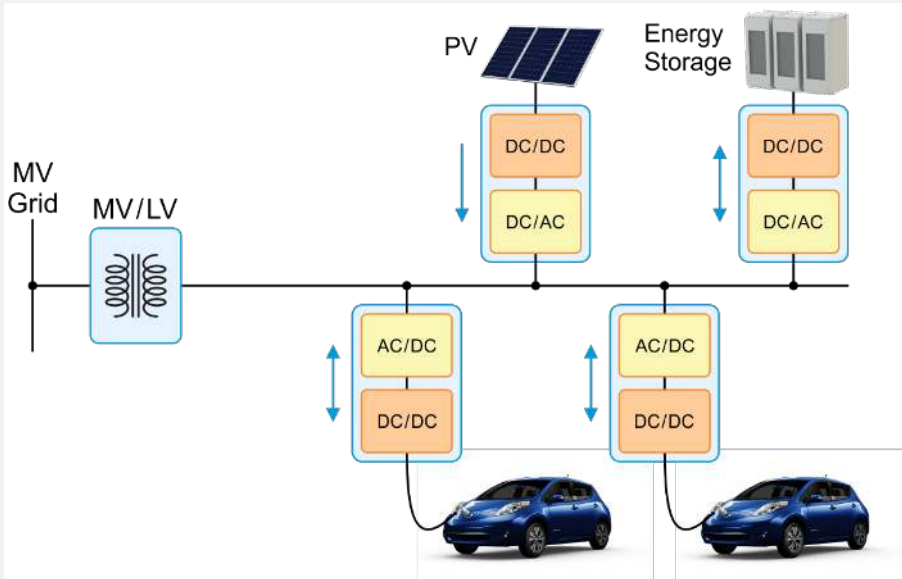 PV
Energy
Storage
DC/DC
DC/DC
MV
Grid
MV/LV
DC/AC
DC/AC
AC/DC
AC/DC
DC/DC
DC/DC